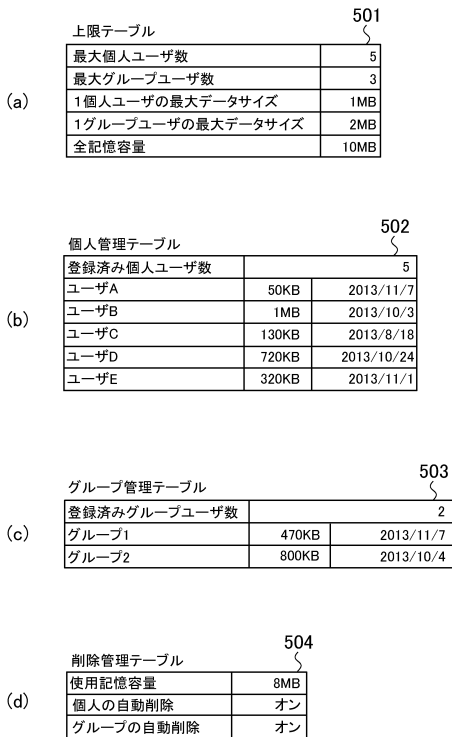 501
上限テーブル
最大個人ユーザ数 5
最大グループユーザ数 3
(a)
1個人ユーザの最大データサイズ 1MB
1グループユーザの最大データサイズ 2MB
全記憶容量 10MB
502
個人管理テーブル
登録済み個人ユーザ数 5
ユーザA 50KB 2013/11/7
ユーザB 1MB 2013/10/3
(b)
ユーザC 130KB 2013/8/18
ユーザD 720KB 2013/10/24
ユーザE 320KB 2013/11/1
503
グループ管理テーブル
登録済みグループユーザ数 2
(c)
グループ1 470KB 2013/11/7
グループ2 800KB 2013/10/4
504
削除管理テーブル
使用記憶容量 8MB
(d)
個人の自動削除 オン
グループの自動削除 オン